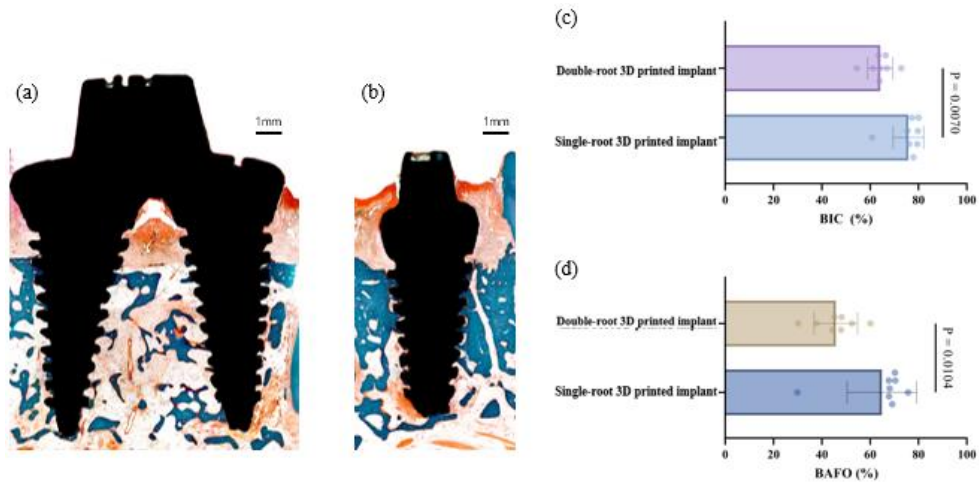 (a)
1mm
(b)
1mm
(c)
Double-root 3D printed implant
Single-root 3D printed implant
P = 0.0070
0 20 40 60 80 100
BIC (%)
(d)
Double-root 3D printed implant
Single-root 3D printed implant
P = 0.0104
0 20 40 60 80 100
BAFO (%)